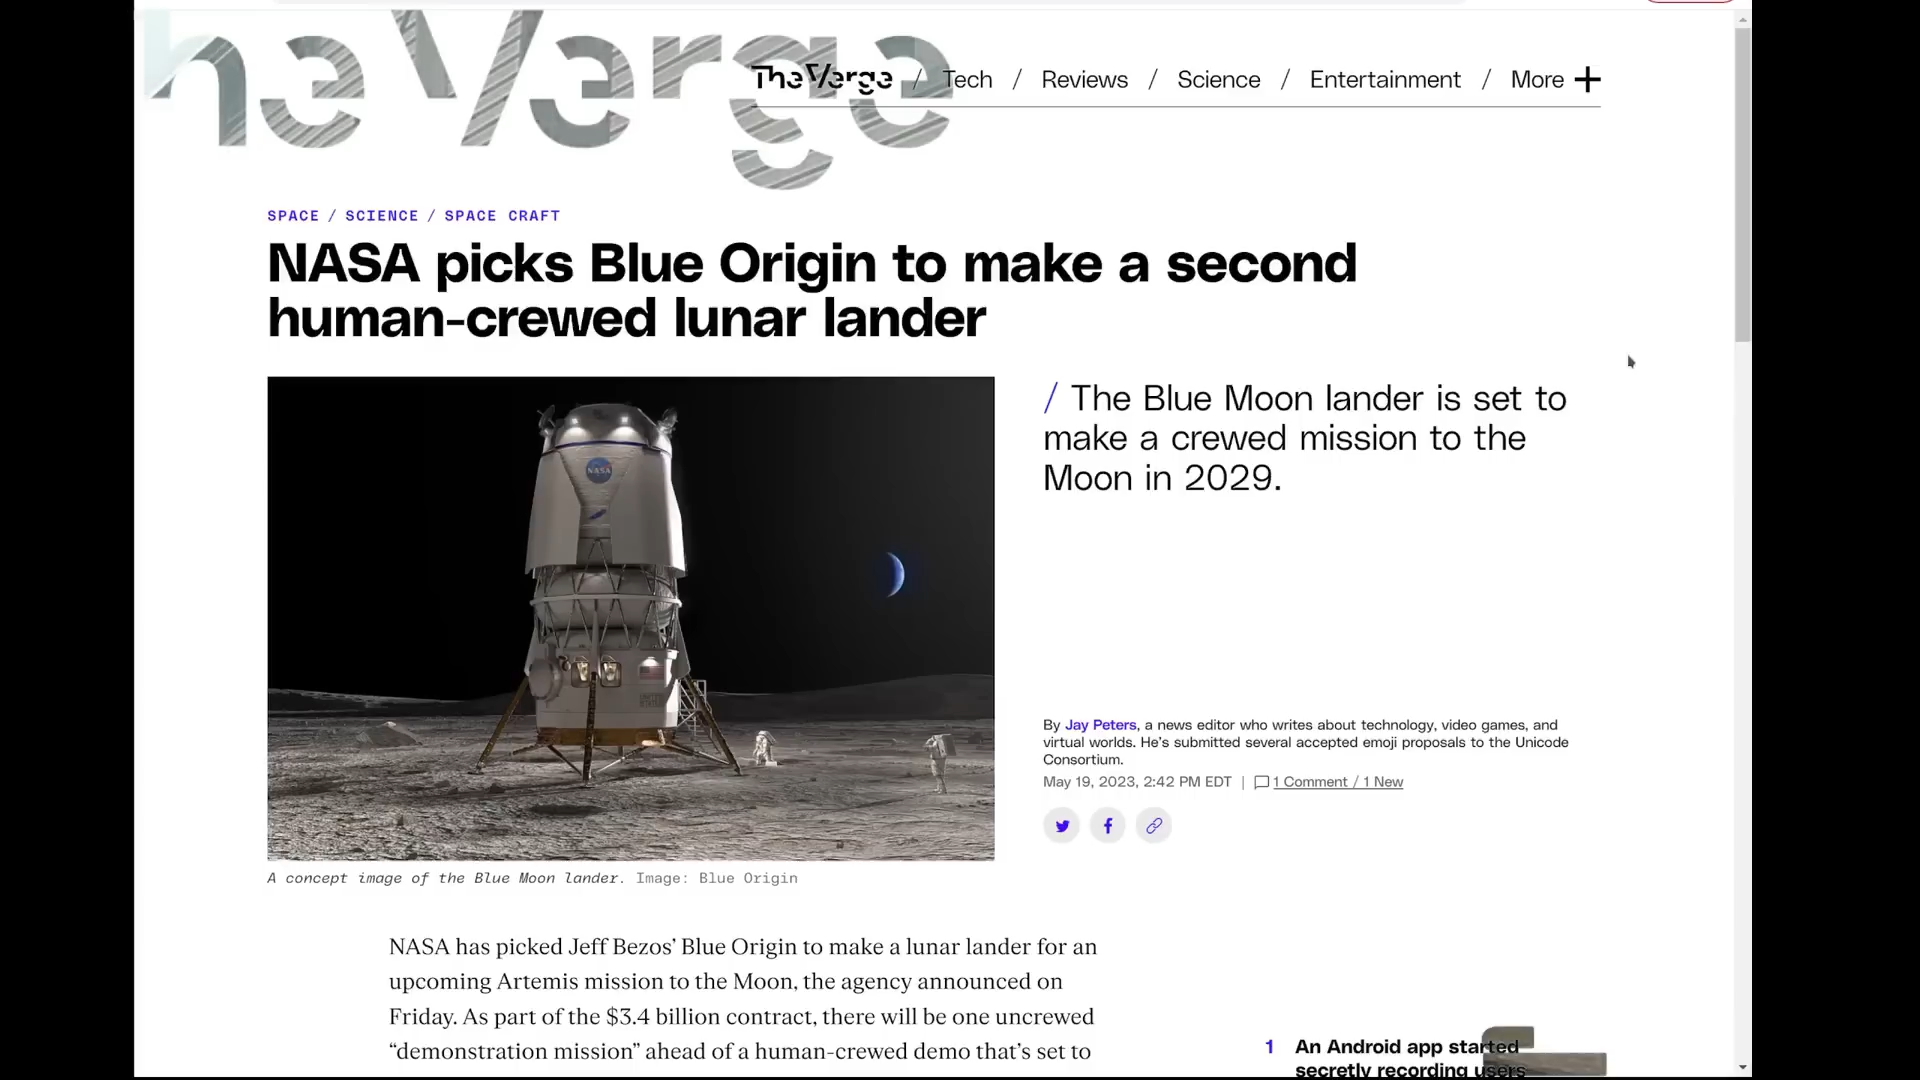 he Verge
The Verge / Tech / Reviews / Science / Entertainment / More +
SPACE / SCIENCE / SPACE CRAFT
NASA picks Blue Origin to make a second
human-crewed lunar lander
/ The Blue Moon lander is set to
make a crewed mission to the
Moon in 2029.
NASA
By Jay Peters, a news editor who writes about technology, video games, and
virtual worlds. He’s submitted several accepted emoji proposals to the Unicode
Consortium.
May 19, 2023, 2:42 PM EDT | 1 Comment / 1 New
A concept image of the Blue Moon lander. Image: Blue Origin
NASA has picked Jeff Bezos’ Blue Origin to make a lunar lander for an
upcoming Artemis mission to the Moon, the agency announced on
Friday. As part of the $3.4 billion contract, there will be one uncrewed
“demonstration mission” ahead of a human-crewed demo that’s set to
1 An Android app started
secretly recording users